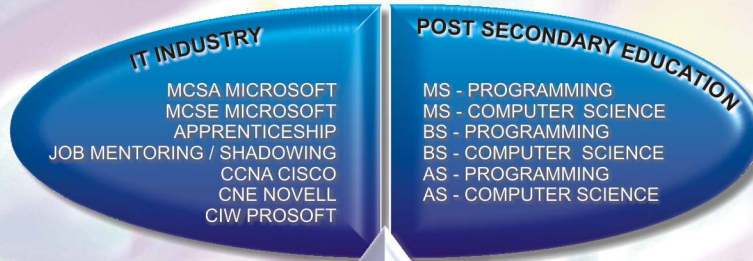 IT INDUSTRY
MCSA MICROSOFT
MCSE MICROSOFT
APPRENTICESHIP
JOB MENTORING / SHADOWING
CCNA CISCO
CNE NOVELL
CIW PROSOFT
POST SECONDARY EDUCATION
MS - PROGRAMMING
MS - COMPUTER SCIENCE
BS - PROGRAMMING
BS - COMPUTER SCIENCE
AS - PROGRAMMING
AS - COMPUTER SCIENCE